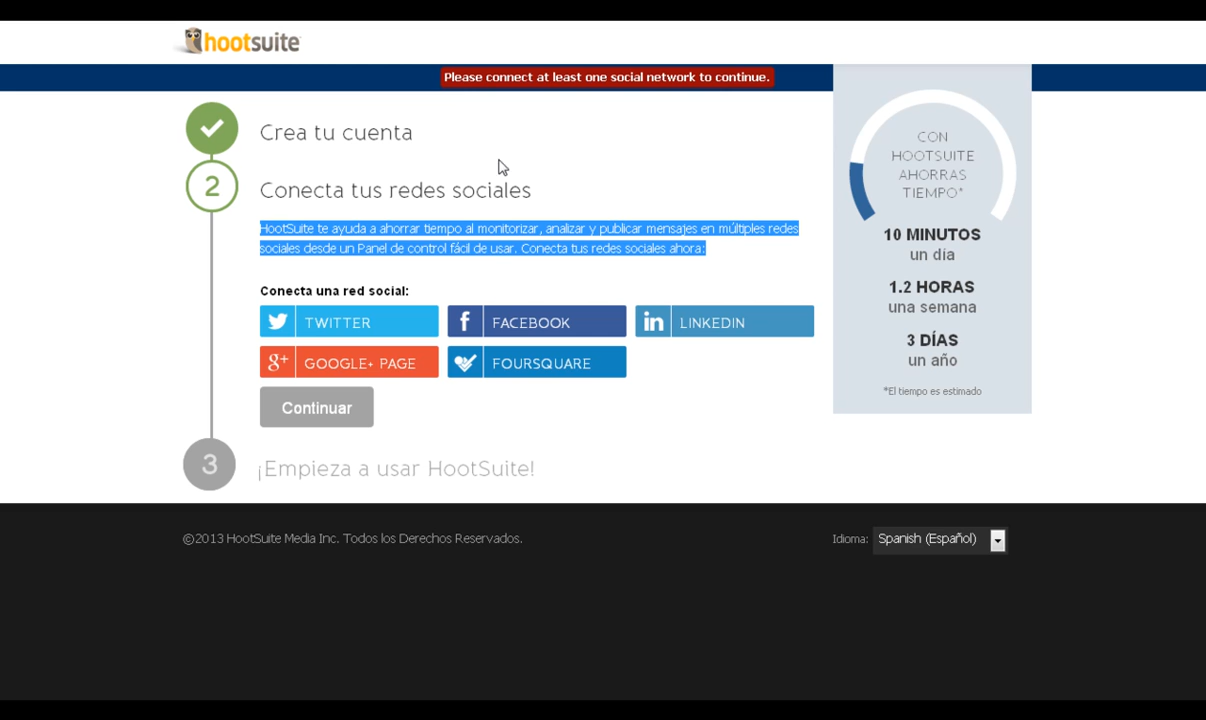 hootsuite
Please connect at least one social network to continue.
Crea tu cuenta
2
Conecta tus redes sociales
HootSuite te ayuda a ahorrar tiempo al monitorizar, analizar y publicar mensajes en múltiples redes
sociales desde un Panel de control fácil de usar. Conecta tus redes sociales ahora:
Conecta una red social:
TWITTER
f FACEBOOK
in LINKEDIN
g+ GOOGLE+ PAGE
FOURSQUARE
Continuar
3
¡Empieza a usar HootSuite!
CON
HOOTSUITE
AHORRAS
TIEMPO*
10 MINUTOS
un día
1.2 HORAS
una semana
3 DÍAS
un año
*El tiempo es estimado
©2013 HootSuite Media Inc. Todos los Derechos Reservados.
Idioma: Spanish (Español)